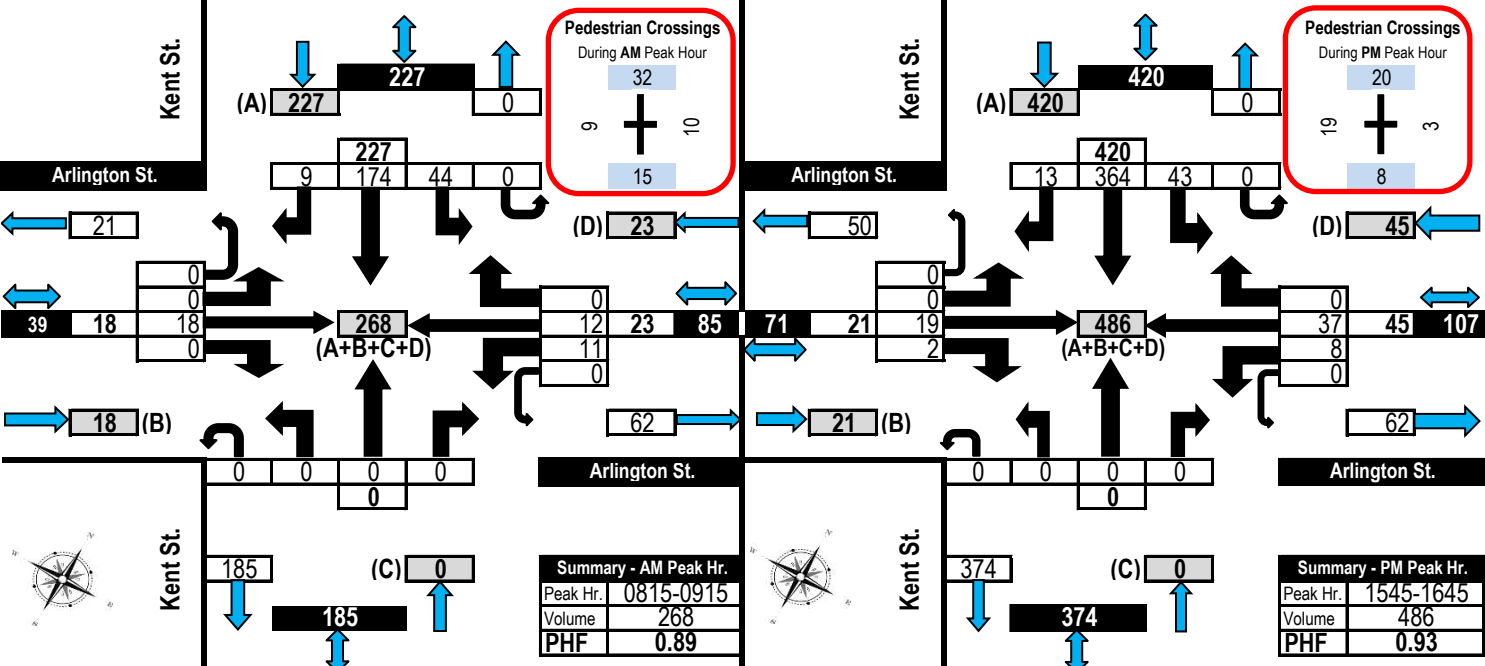 Kent St.
Pedestrian Crossings
During AM Peak Hour
32
9
10
15
227
(A) 227
0
227
9 174 44 0
Arlington St.
21
(D) 23
0
0
39 18 18
0
268
(A+B+C+D)
0
12 23 85
11
0
18 (B)
62
0 0 0 0
0
Arlington St.
Kent St.
185
(C) 0
185
Summary - AM Peak Hr.
Peak Hr. 0815-0915
Volume 268
PHF 0.89
Kent St.
Pedestrian Crossings
During PM Peak Hour
20
19
3
8
420
(A) 420
0
420
13 364 43 0
Arlington St.
50
(D) 45
0
0
71 21 19
2
486
(A+B+C+D)
0
37 45 107
8
0
21 (B)
62
0 0 0 0
0
Arlington St.
Kent St.
374
(C) 0
374
Summary - PM Peak Hr.
Peak Hr. 1545-1645
Volume 486
PHF 0.93